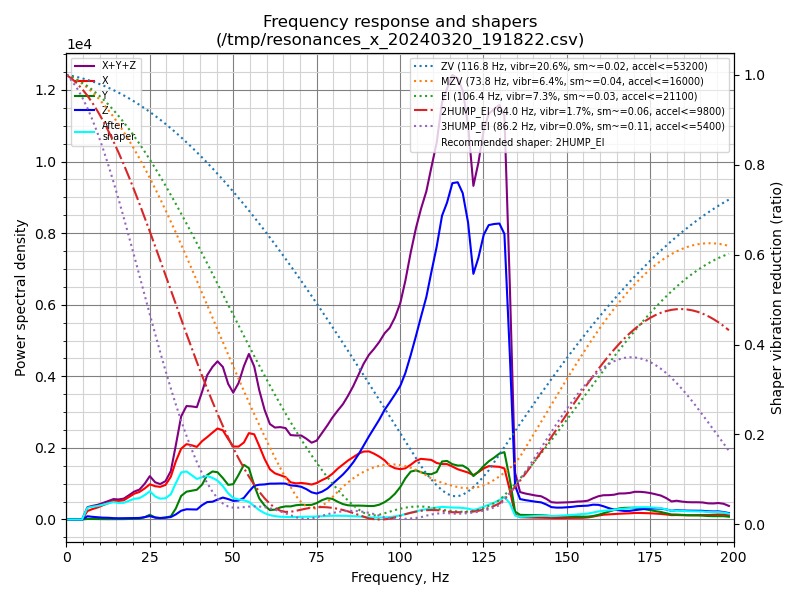 Frequency response and shapers
(/tmp/resonances_x_20240320_191822.csv)
1e4
X+Y+Z
X
Y
Z
After
shaper
ZV (116.8 Hz, vibr=20.6%, sm~=0.02, accel<=53200)
MZV (73.8 Hz, vibr=6.4%, sm~=0.04, accel<=16000)
EI (106.4 Hz, vibr=7.3%, sm~=0.03, accel<=21100)
2HUMP_EI (94.0 Hz, vibr=1.7%, sm~=0.06, accel<=9800)
3HUMP_EI (86.2 Hz, vibr=0.0%, sm~=0.11, accel<=5400)
Recommended shaper: 2HUMP_EI
Power spectral density
1.2
1.0
0.8
0.6
0.4
0.2
0.0
Shaper vibration reduction (ratio)
1.0
0.8
0.6
0.4
0.2
0.0
0 25 50 75 100 125 150 175 200
Frequency, Hz